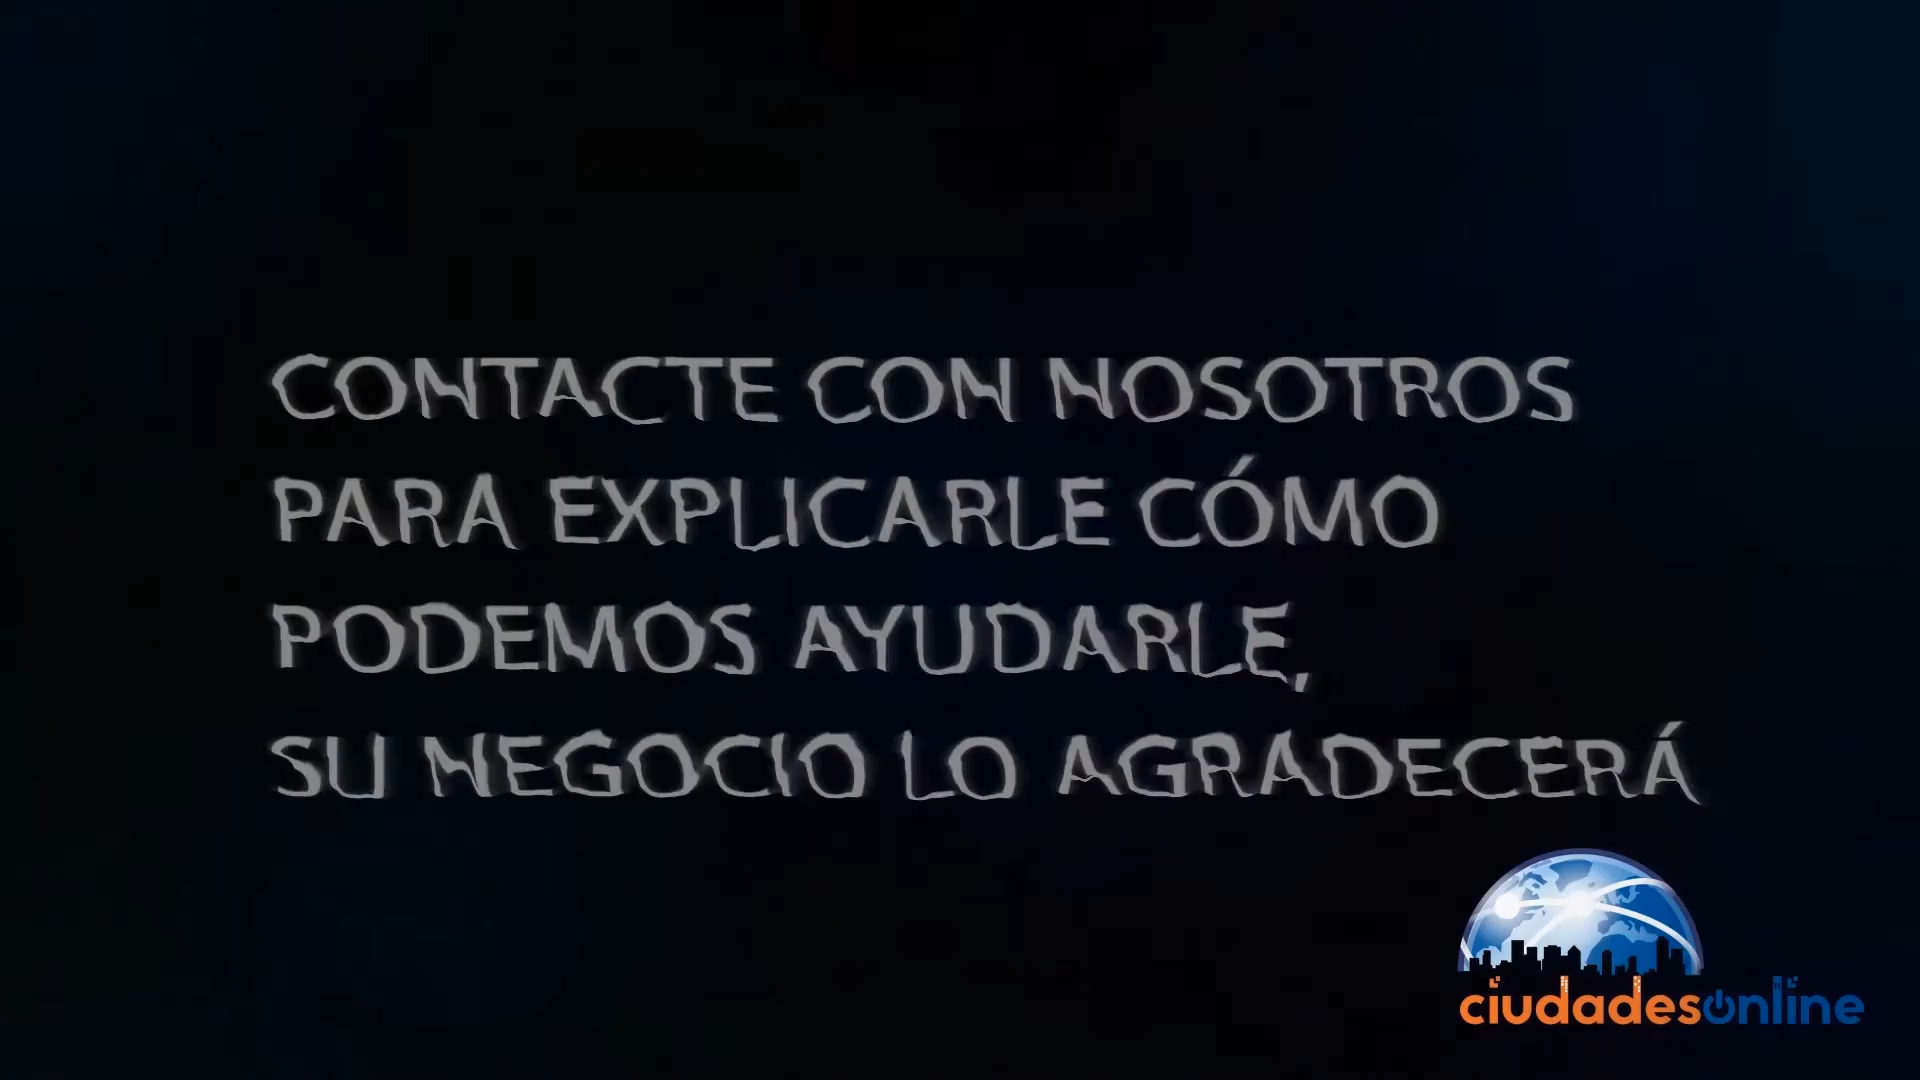 CONTACTE CON NOSOTROS
PARA EXPLICARLE CÓMO
PODEMOS AYUDARLE,
SU NEGOCIO LO AGRADECERÁ
ciudadesonline